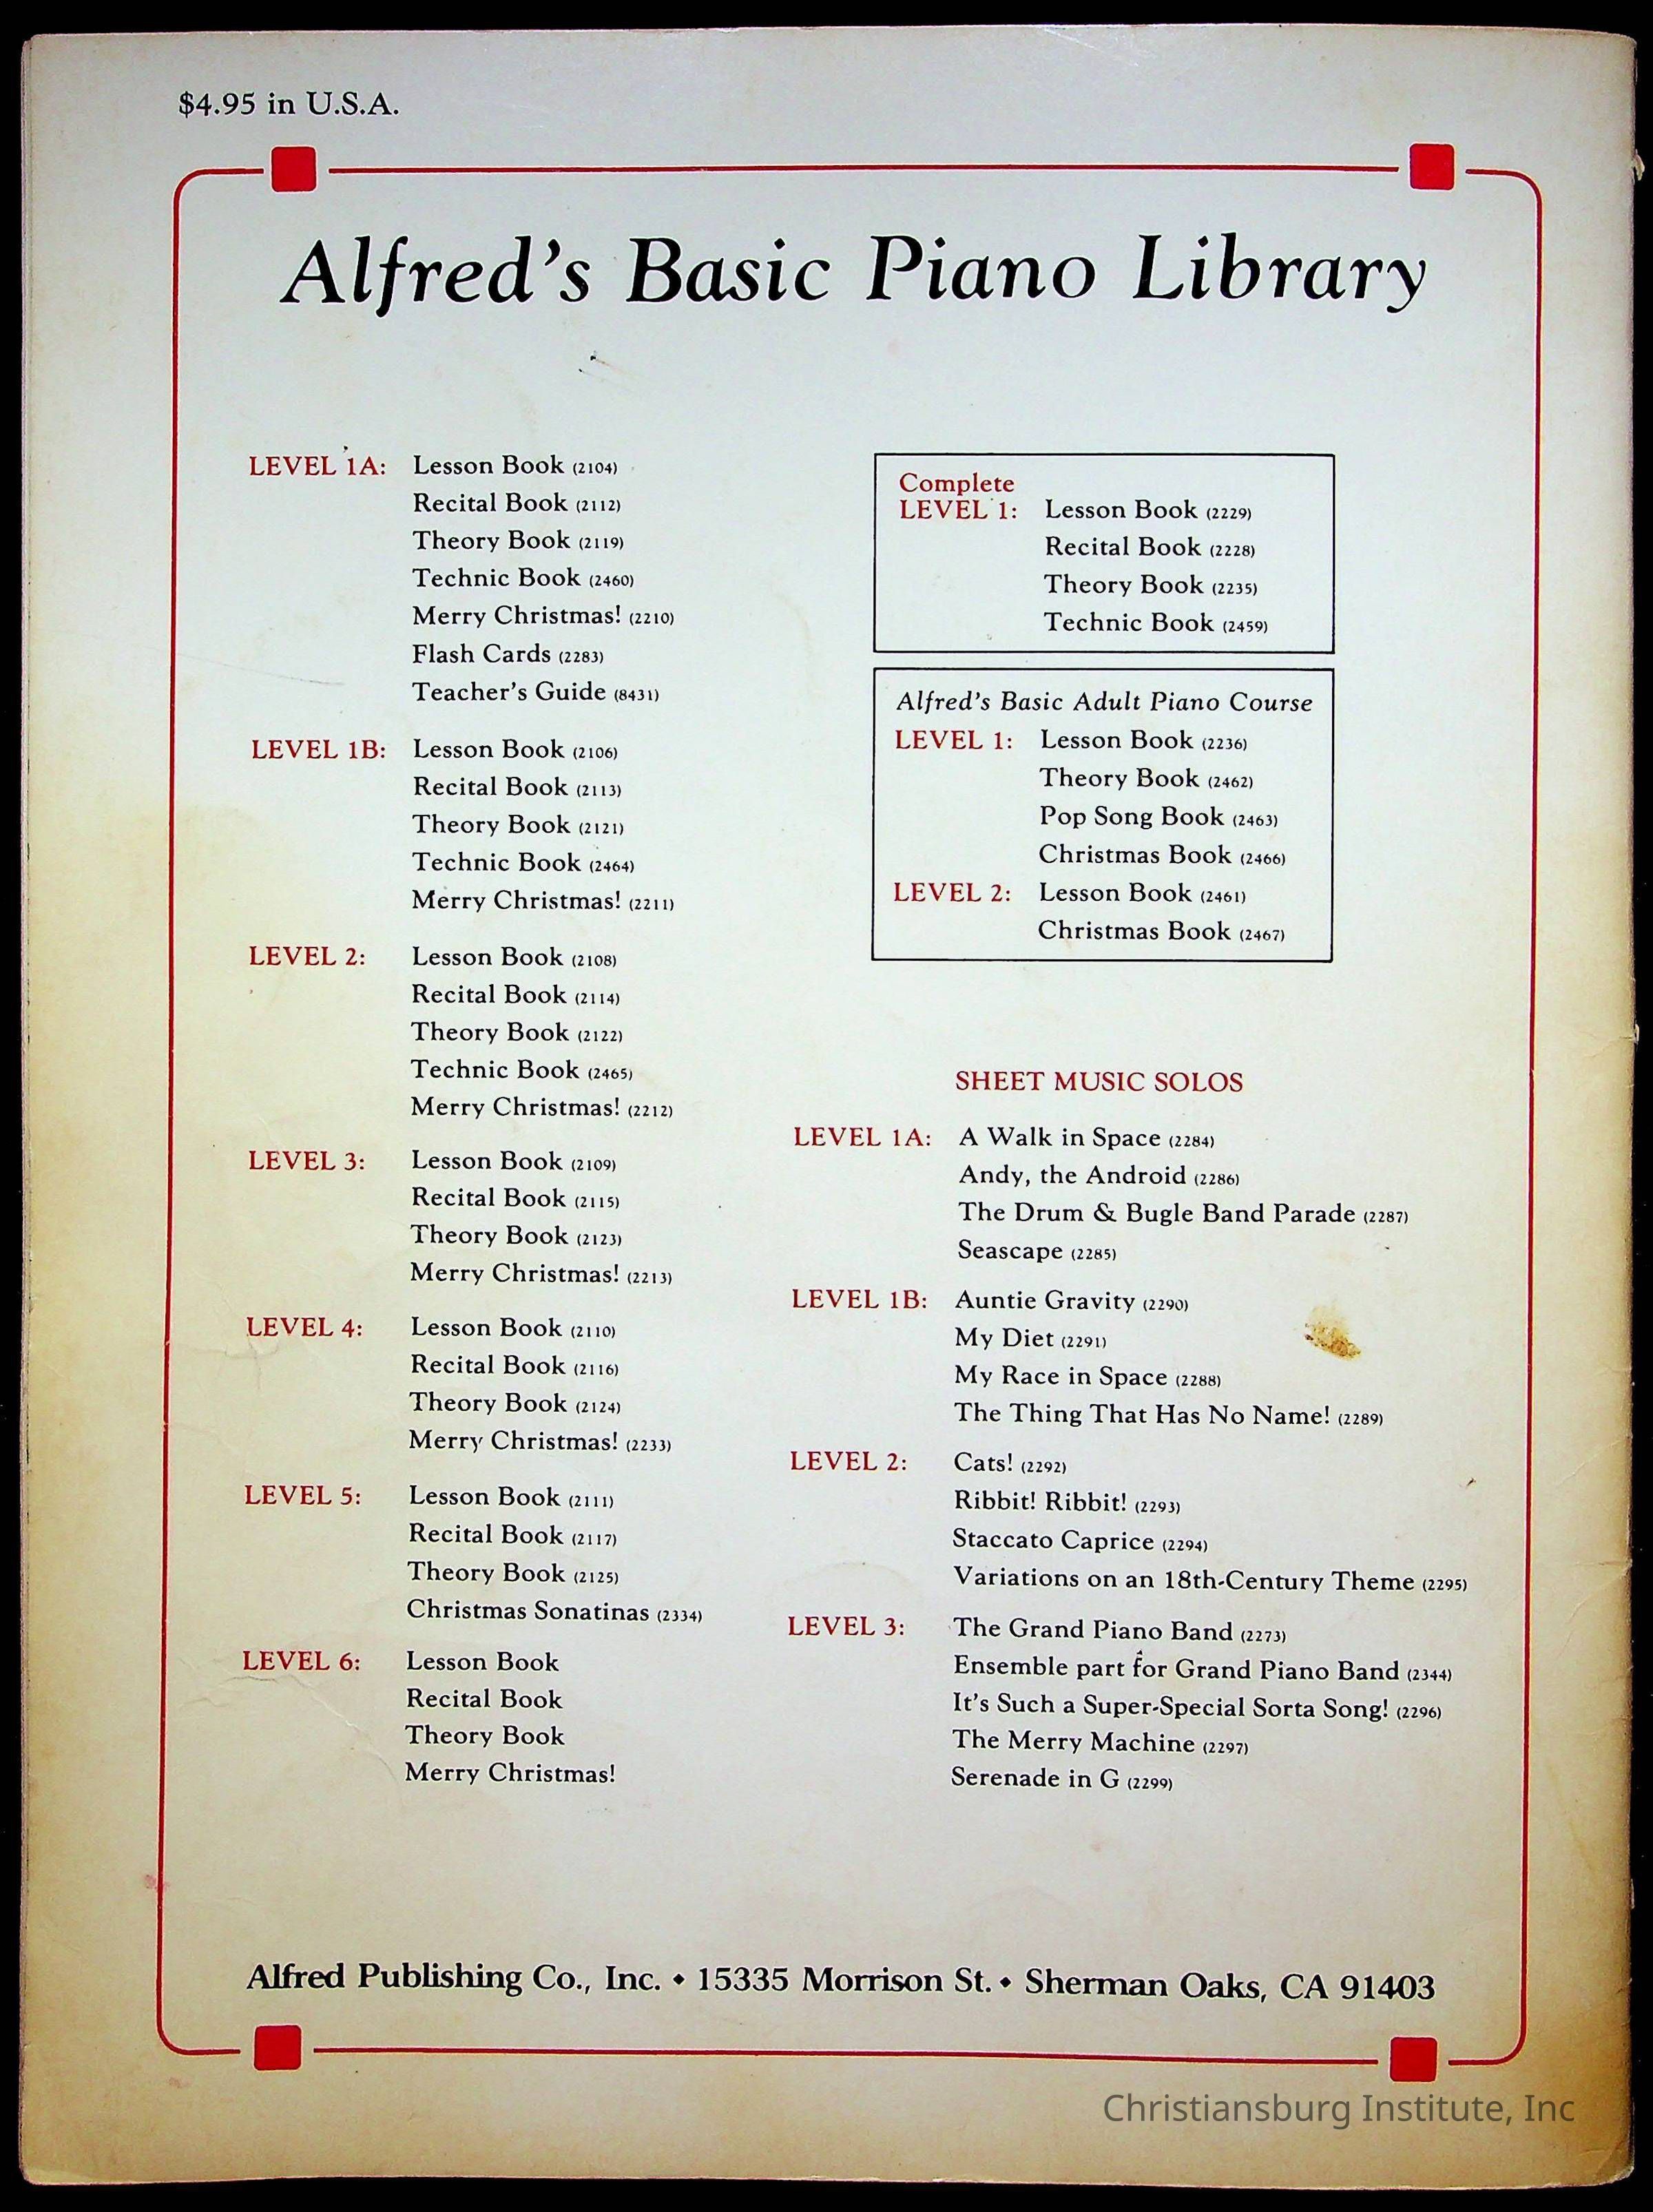 $4.95 in U.S.A.
Alfred's Basic Piano Library
LEVEL 1A: Lesson Book (2104)
Recital Book (2112)
Theory Book (2119)
Technic Book (2460)
Merry Christmas! (2210)
Flash Cards (2283)
Teacher's Guide (8431)
LEVEL 1B: Lesson Book (2106)
Recital Book (2113)
Theory Book (2121)
Technic Book (2464)
Merry Christmas! (2211)
LEVEL 2: Lesson Book (2108)
Recital Book (2114)
Theory Book (2122)
Technic Book (2465)
Merry Christmas! (2212)
LEVEL 3: Lesson Book (2109)
Recital Book (2115)
Theory Book (2123)
Merry Christmas! (2213)
LEVEL 4: Lesson Book (2110)
Recital Book (2116)
Theory Book (2124)
Merry Christmas! (2233)
LEVEL 5: Lesson Book (2111)
Recital Book (2117)
Theory Book (2125)
Christmas Sonatinas (2334)
LEVEL 6: Lesson Book
Recital Book
Theory Book
Merry Christmas!
Complete
LEVEL 1: Lesson Book (2229)
Recital Book (2228)
Theory Book (2235)
Technic Book (2459)
Alfred's Basic Adult Piano Course
LEVEL 1: Lesson Book (2236)
Theory Book (2462)
Pop Song Book (2463)
Christmas Book (2466)
LEVEL 2: Lesson Book (2461)
Christmas Book (2467)
SHEET MUSIC SOLOS
LEVEL 1A: A Walk in Space (2284)
Andy, the Android (2286)
The Drum & Bugle Band Parade (2287)
Seascape (2285)
LEVEL 1B: Auntie Gravity (2290)
My Diet (2291)
My Race in Space (2288)
The Thing That Has No Name! (2289)
LEVEL 2: Cats! (2292)
Ribbit! Ribbit! (2293)
Staccato Caprice (2294)
Variations on an 18th-Century Theme (2295)
LEVEL 3: The Grand Piano Band (2273)
Ensemble part for Grand Piano Band (2344)
It's Such a Super-Special Sorta Song! (2296)
The Merry Machine (2297)
Serenade in G (2299)
Alfred Publishing Co., Inc. • 15335 Morrison St. • Sherman Oaks, CA 91403
Christiansburg Institute, Inc